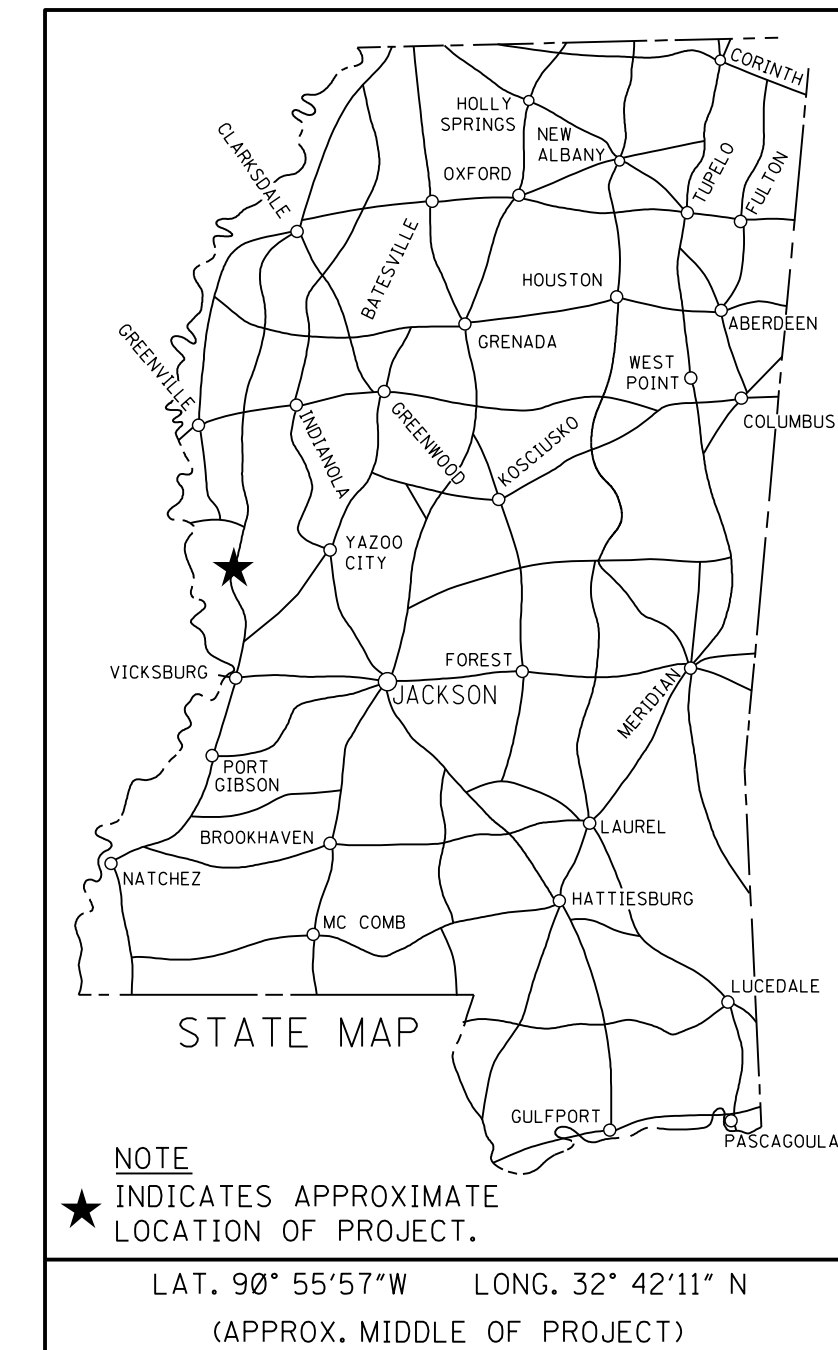 CORINTH
HOLLY
SPRINGS
NEW
ALBANY
CLARKSDALE
OXFORD
TUPELO
FULTON
BATESVILLE
HOUSTON
GREENVILLE
GRENADA
ABERDEEN
WEST
POINT
INDIANOLA
GREENWOOD
KOSCIUSKO
COLUMBUS
YAZOO
CITY
VICKSBURG
FOREST
JACKSON
MERIDIAN
PORT
GIBSON
BROOKHAVEN
LAUREL
NATCHEZ
HATTIESBURG
MC COMB
LUCEDALE
STATE MAP
GULFPORT
PASCAGOULA
NOTE
INDICATES APPROXIMATE
LOCATION OF PROJECT.
LAT. 90° 55'57"W LONG. 32° 42'11" N
(APPROX. MIDDLE OF PROJECT)